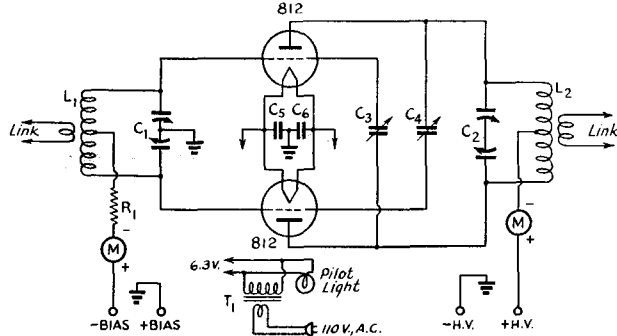 812
L1
Link
C1
C5 C6
C3
C4
C2
L2
Link
R1
M
-
+
812
6.3V.
Pilot
Light
T1
110V, A.C.
-BIAS +BIAS
-
M
+
-H.V. +H.V.